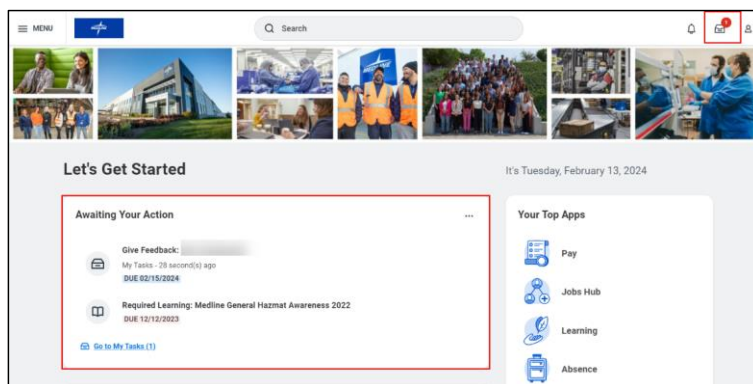 MENU
Search
MEDLINE
Let's Get Started
It's Tuesday, February 13, 2024
Awaiting Your Action
Give Feedback:
My Tasks - 28 second(s) ago
DUE 02/15/2024
Required Learning: Medline General Hazmat Awareness 2022
DUE 12/12/2023
Go to My Tasks (1)
Your Top Apps
Pay
Jobs Hub
Learning
Absence